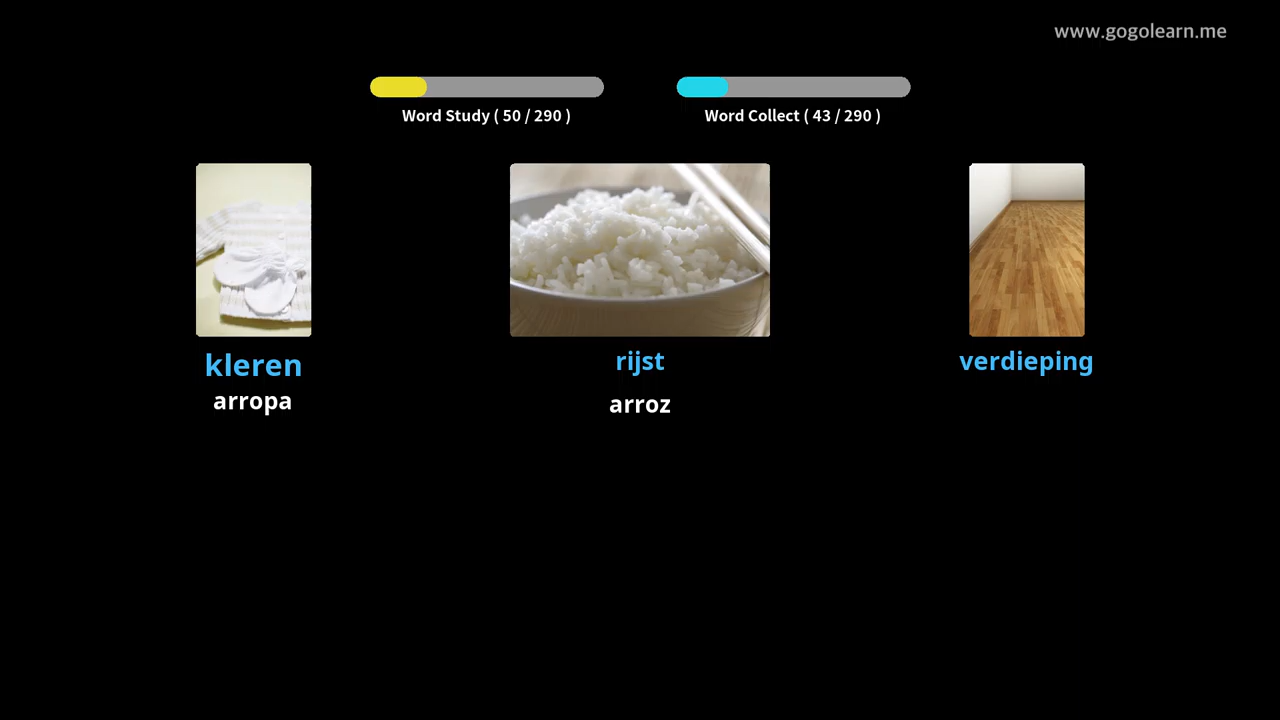 www.gogolearn.me
Word Study ( 50 / 290 )
Word Collect ( 43 / 290 )
kleren
arropa
rijst
arroz
verdieping